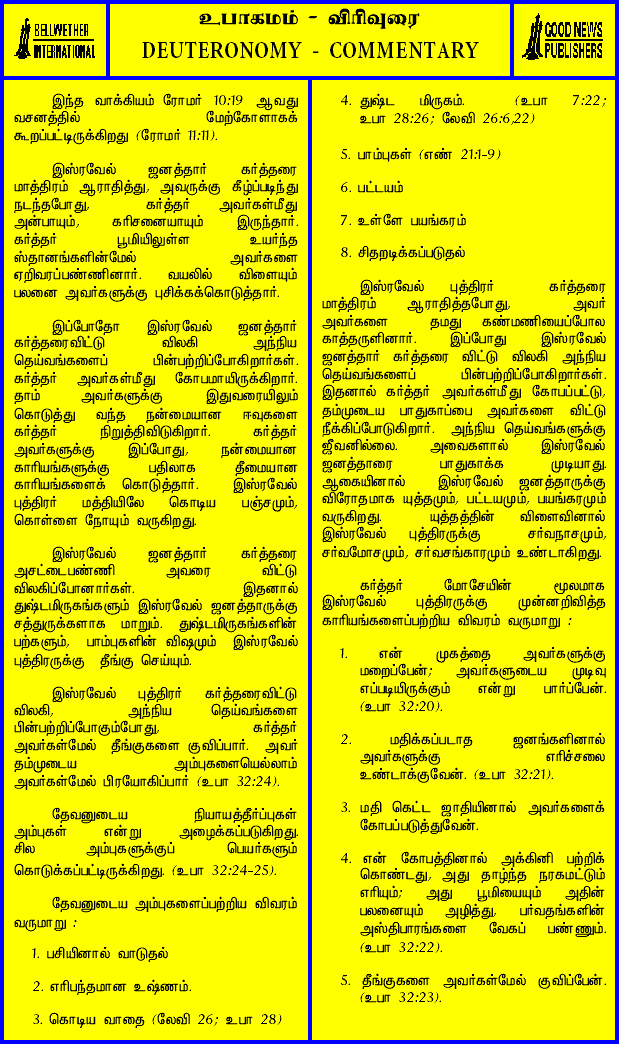 BELLWETHER
INTERNATIONAL
உபாகமம் - விரிவுரை
DEUTERONOMY - COMMENTARY
GOOD NEWS
PUBLISHERS
இந்த வாக்கியம் ரோமர் 10:19 ஆவது
வசனத்தில் மேற்கோளாகக்
கூறப்பட்டிருக்கிறது (ரோமர் 11:11).
இஸ்ரவேல் ஜனத்தார் கர்த்தரை
மாத்திரம் ஆராதித்து, அவருக்கு கீழ்ப்படிந்து
நடந்தபோது, கர்த்தர் அவர்கள்மீது
அன்பாயும், கரிசனையாயும் இருந்தார்.
கர்த்தர் பூமியிலுள்ள உயர்ந்த
ஸ்தானங்களின்மேல் அவர்களை
ஏறிவரப்பண்ணினார். வயலில் விளையும்
பலனை அவர்களுக்கு புசிக்கக்கொடுத்தார்.
இப்போதோ இஸ்ரவேல் ஜனத்தார்
கர்த்தரைவிட்டு விலகி அந்நிய
தெய்வங்களைப் பின்பற்றிப்போகிறார்கள்.
கர்த்தர் அவர்கள்மீது கோபமாயிருக்கிறார்.
தாம் அவர்களுக்கு இதுவரையிலும்
கொடுத்து வந்த நன்மையான ஈவுகளை
கர்த்தர் நிறுத்திவிடுகிறார். கர்த்தர்
அவர்களுக்கு இப்போது, நன்மையான
காரியங்களுக்கு பதிலாக தீமையான
காரியங்களைக் கொடுத்தார். இஸ்ரவேல்
புத்திரர் மத்தியிலே கொடிய பஞ்சமும்,
கொள்ளை நோயும் வருகிறது.
இஸ்ரவேல் ஜனத்தார் கர்த்தரை
அசட்டைபண்ணி அவரை விட்டு
விலகிப்போனார்கள். இதனால்
துஷ்டமிருகங்களும் இஸ்ரவேல் ஜனத்தாருக்கு
சத்துருக்களாக மாறும். துஷ்டமிருகங்களின்
பற்களும், பாம்புகளின் விஷமும் இஸ்ரவேல்
புத்திரருக்கு தீங்கு செய்யும்.
இஸ்ரவேல் புத்திரர் கர்த்தரைவிட்டு
விலகி, அந்நிய தெய்வங்களை
பின்பற்றிப்போகும்போது, கர்த்தர்
அவர்கள்மேல் தீங்குகளை குவிப்பார். அவர்
தம்முடைய அம்புகளையெல்லாம்
அவர்கள்மேல் பிரயோகிப்பார் (உபா 32:24).
தேவனுடைய நியாயத்தீர்ப்புகள்
அம்புகள் என்று அழைக்கப்படுகிறது.
சில அம்புகளுக்குப் பெயர்களும்
கொடுக்கப்பட்டிருக்கிறது. (உபா 32:24-25).
தேவனுடைய அம்புகளைப்பற்றிய விவரம்
வருமாறு :
1. பசியினால் வாடுதல்
2. எரிபந்தமான உஷ்ணம்.
3. கொடிய வாதை (லேவி 26; உபா 28)
4. துஷ்ட மிருகம். (உபா 7:22;
உபா 28:26; லேவி 26:6,22)
5. பாம்புகள் (எண் 21:1-9)
6. பட்டயம்
7. உள்ளே பயங்கரம்
8. சிதறடிக்கப்படுதல்
இஸ்ரவேல் புத்திரர் கர்த்தரை
மாத்திரம் ஆராதித்தபோது, அவர்
அவர்களை தமது கண்மணியைப்போல
காத்தருளினார். இப்போது இஸ்ரவேல்
ஜனத்தார் கர்த்தரை விட்டு விலகி அந்நிய
தெய்வங்களைப் பின்பற்றிப்போகிறார்கள்.
இதனால் கர்த்தர் அவர்கள்மீது கோபப்பட்டு,
தம்முடைய பாதுகாப்பை அவர்களை விட்டு
நீக்கிப்போடுகிறார். அந்நிய தெய்வங்களுக்கு
ஜீவனில்லை. அவைகளால் இஸ்ரவேல்
ஜனத்தாரை பாதுகாக்க முடியாது.
ஆகையினால் இஸ்ரவேல் ஜனத்தாருக்கு
விரோதமாக யுத்தமும், பட்டயமும், பயங்கரமும்
வருகிறது. யுத்தத்தின் விளைவினால்
இஸ்ரவேல் புத்திரருக்கு சர்வநாசமும்,
சர்வமோசமும், சர்வசங்காரமும் உண்டாகிறது.
கர்த்தர் மோசேயின் மூலமாக
இஸ்ரவேல் புத்திரருக்கு முன்னறிவித்த
காரியங்களைப்பற்றிய விவரம் வருமாறு :
1. என் முகத்தை அவர்களுக்கு
மறைப்பேன்; அவர்களுடைய முடிவு
எப்படியிருக்கும் என்று பார்ப்பேன்.
(உபா 32:20).
2. மதிக்கப்படாத ஜனங்களினால்
அவர்களுக்கு எரிச்சலை
உண்டாக்குவேன். (உபா 32:21).
3. மதி கெட்ட ஜாதியினால் அவர்களைக்
கோபப்படுத்துவேன்.
4. என் கோபத்தினால் அக்கினி பற்றிக்
கொண்டது, அது தாழ்ந்த நரகமட்டும்
எரியும்; அது பூமியையும் அதின்
பலனையும் அழித்து, பர்வதங்களின்
அஸ்திபாரங்களை வேகப் பண்ணும்.
(உபா 32:22).
5. தீங்குகளை அவர்கள்மேல் குவிப்பேன்.
(உபா 32:23).